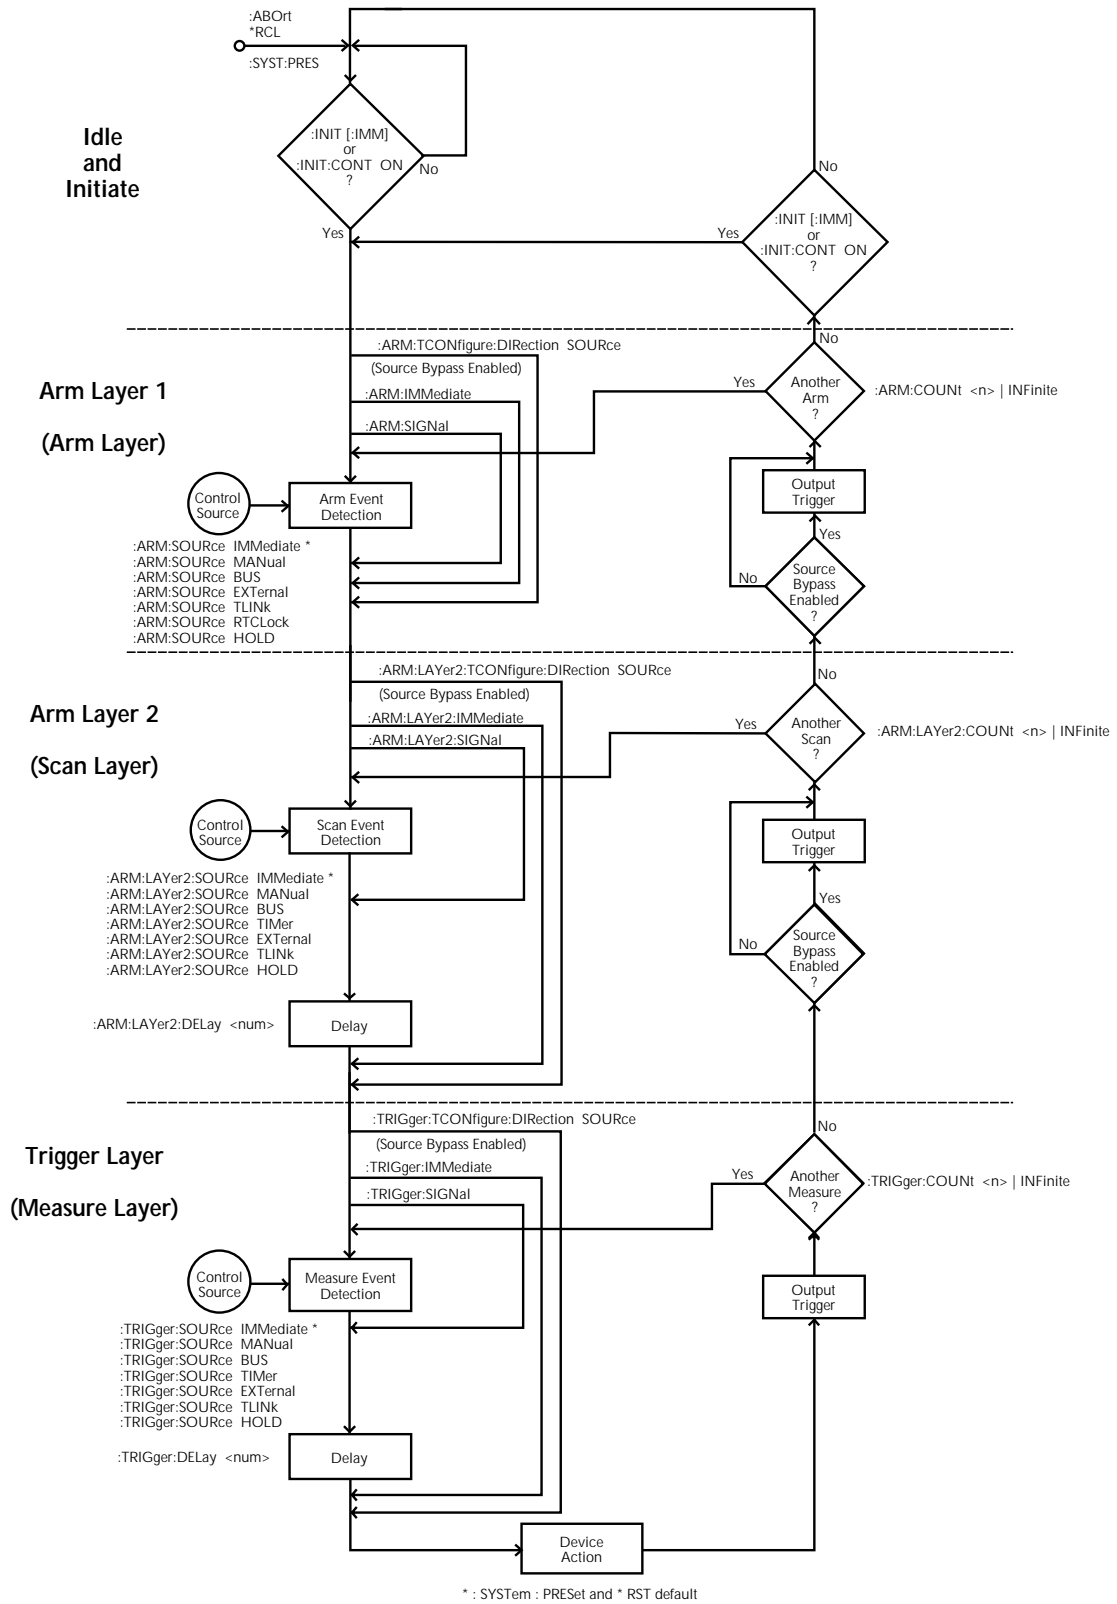 :ABOrt
*RCL
:SYST:PRES
Idle
and
Initiate
:INIT [:IMM]
or
:INIT:CONT ON
?
No
Yes
No
:INIT [:IMM]
or
:INIT:CONT ON
?
Yes
Arm Layer 1
(Arm Layer)
:ARM:TCONfigure:DIRection SOURce
(Source Bypass Enabled)
:ARM:IMMediate
:ARM:SIGNal
No
Another
Arm
?
Yes
:ARM:COUNt <n> | INFinite
Control
Source
Arm Event
Detection
Output
Trigger
Yes
Source
Bypass
Enabled
?
No
:ARM:SOURce IMMediate *
:ARM:SOURce MANual
:ARM:SOURce BUS
:ARM:SOURce EXTernal
:ARM:SOURce TLINk
:ARM:SOURce RTCLock
:ARM:SOURce HOLD
Arm Layer 2
(Scan Layer)
:ARM:LAYer2:TCONfigure:DIRection SOURce
(Source Bypass Enabled)
:ARM:LAYer2:IMMediate
:ARM:LAYer2:SIGNal
No
Another
Scan
?
Yes
:ARM:LAYer2:COUNt <n> | INFinite
Control
Source
Scan Event
Detection
Output
Trigger
Yes
Source
Bypass
Enabled
?
No
:ARM:LAYer2:SOURce IMMediate *
:ARM:LAYer2:SOURce MANual
:ARM:LAYer2:SOURce BUS
:ARM:LAYer2:SOURce TIMer
:ARM:LAYer2:SOURce EXTernal
:ARM:LAYer2:SOURce TLINk
:ARM:LAYer2:SOURce HOLD
:ARM:LAYer2:DELay <num>
Delay
Trigger Layer
(Measure Layer)
:TRIGger:TCONfigure:DIRection SOURce
(Source Bypass Enabled)
:TRIGger:IMMediate
:TRIGger:SIGNal
No
Another
Measure
?
Yes
:TRIGger:COUNt <n> | INFinite
Control
Source
Measure Event
Detection
Output
Trigger
:TRIGger:SOURce IMMediate *
:TRIGger:SOURce MANual
:TRIGger:SOURce BUS
:TRIGger:SOURce TIMer
:TRIGger:SOURce EXTernal
:TRIGger:SOURce TLINk
:TRIGger:SOURce HOLD
:TRIGger:DELay <num>
Delay
Device
Action
* : SYSTem : PRESet and * RST default